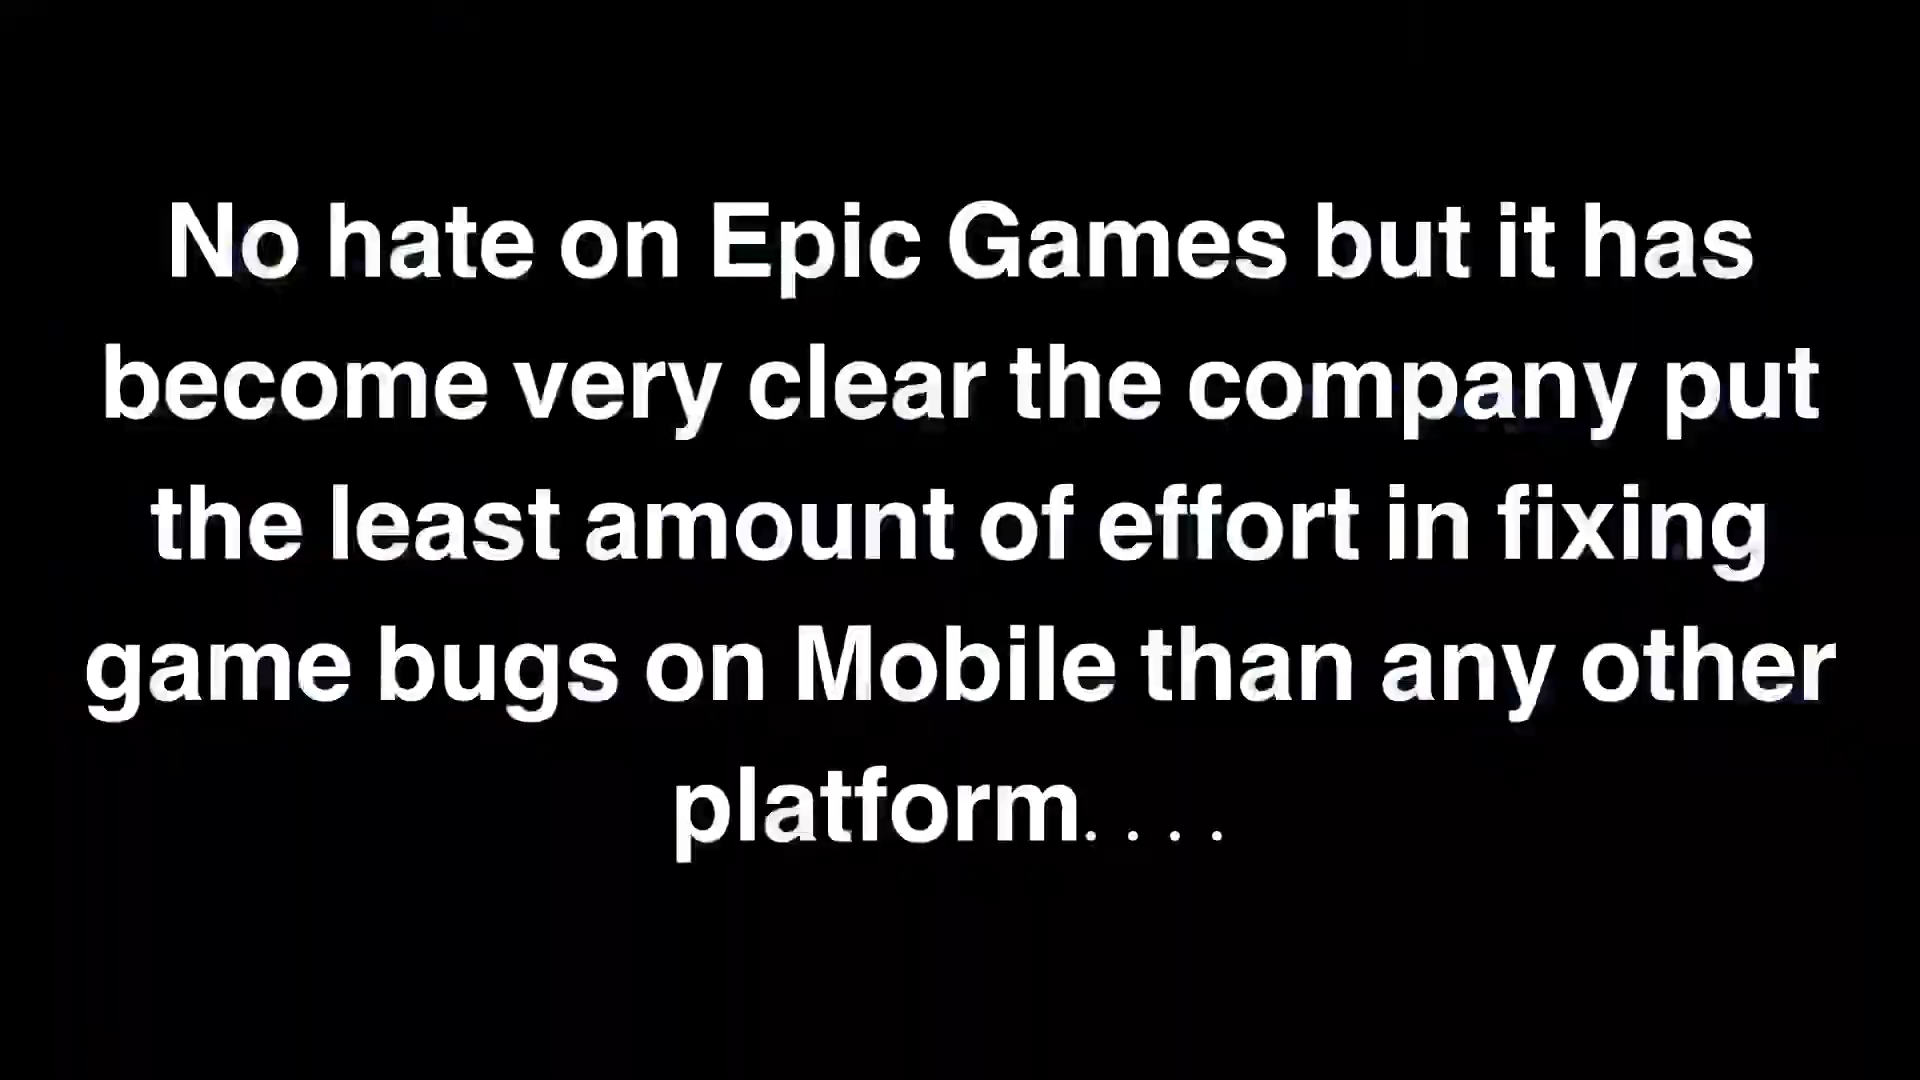 No hate on Epic Games but it has
become very clear the company put
the least amount of effort in fixing
game bugs on Mobile than any other
platform....